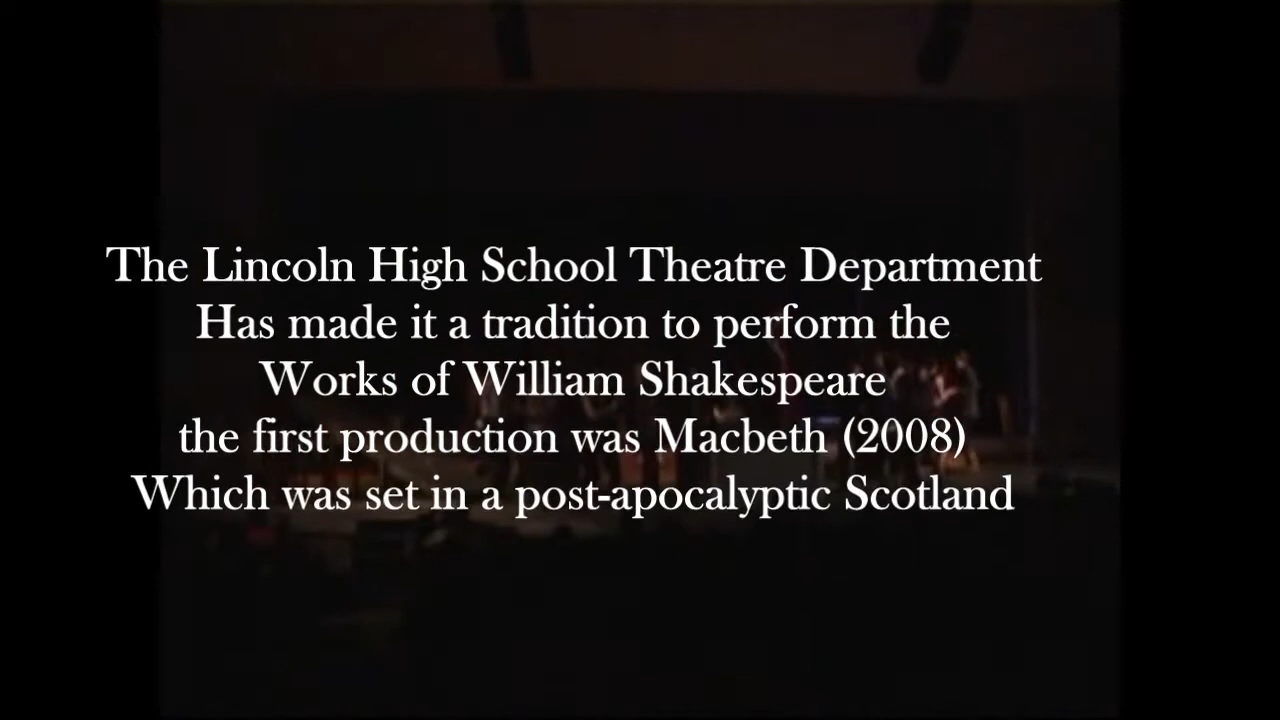 The Lincoln High School Theatre Department
Has made it a tradition to perform the
Works of William Shakespeare
the first production was Macbeth (2008)
Which was set in a post-apocalyptic Scotland